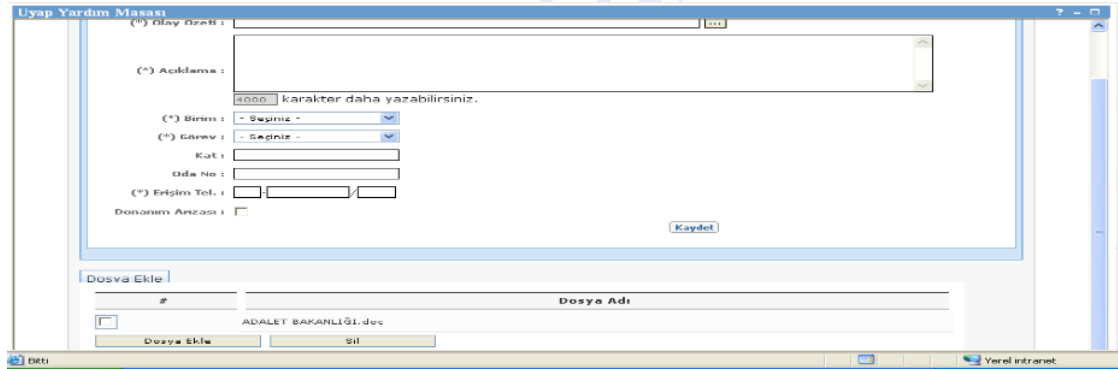 Uyap Yardım Masası
(*) Olay Özeti :
...
(*) Açıklama :
4000 karakter daha yazabilirsiniz.
(*) Birim : - Seçiniz -
(*) Görev : - Seçiniz -
Kat :
Oda No :
(*) Erişim Tel. : - /
Donanım Arızası :
Kaydet
Dosya Ekle
# Dosya Adı
ADALET BAKANLIĞI.doc
Dosya Ekle Sil
Bitti Yerel intranet